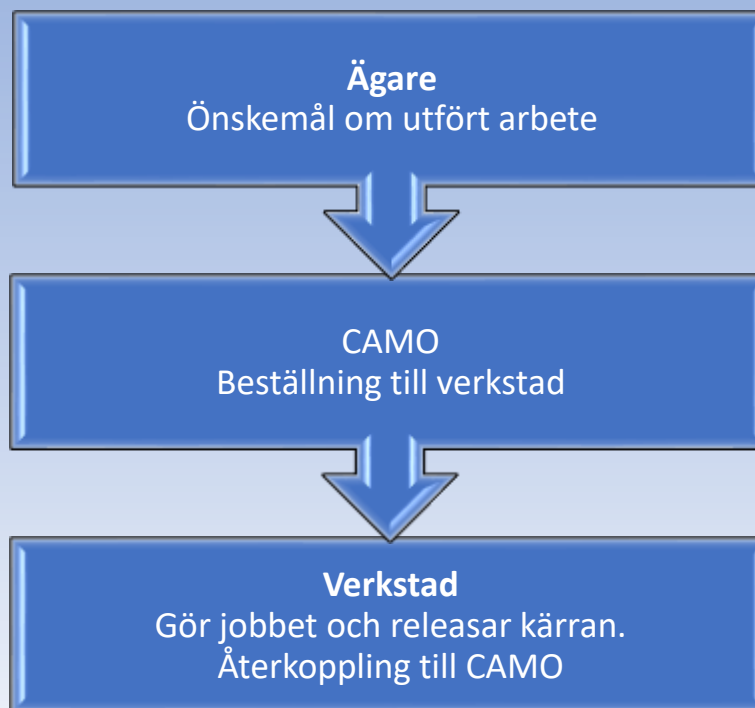 Ägare
Önskemål om utfört arbete
CAMO
Beställning till verkstad
Verkstad
Gör jobbet och releasar kärran.
Återkoppling till CAMO